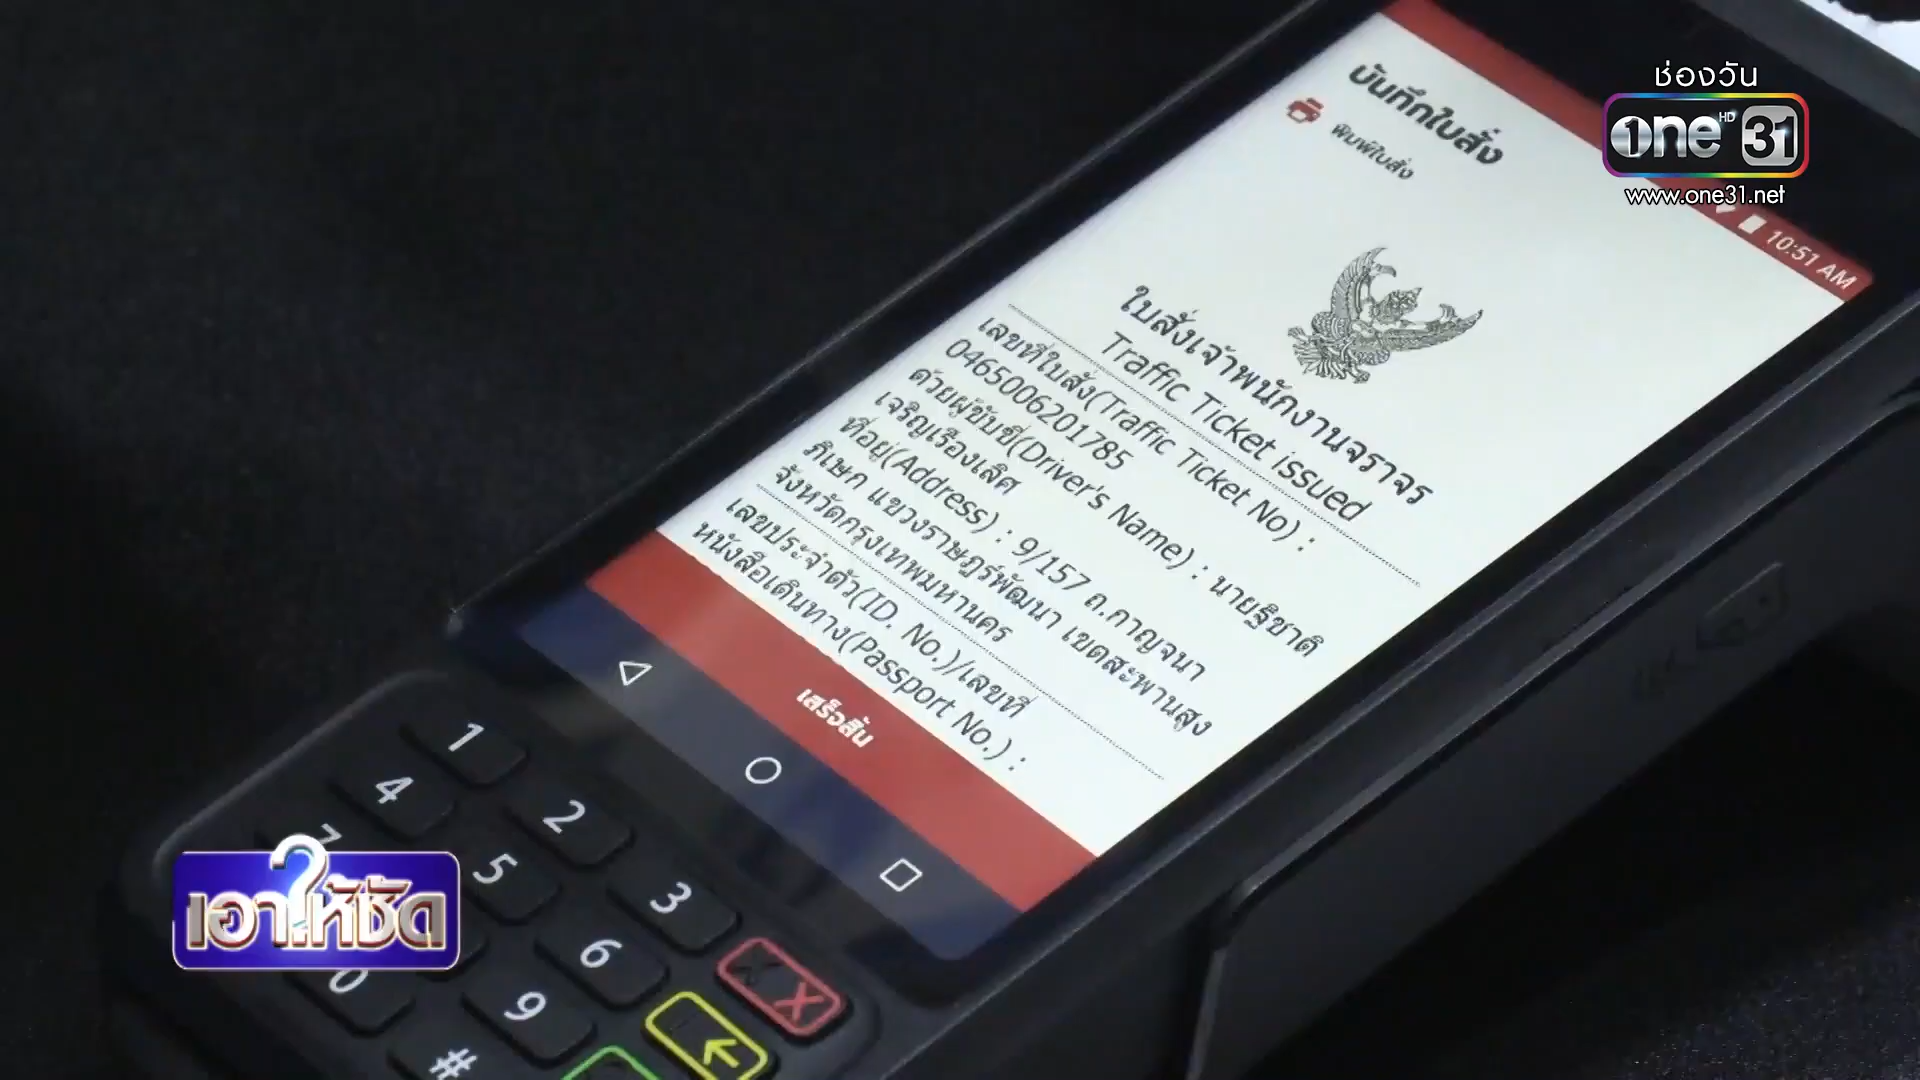 ช่องวัน
one HD 31
www.one31.net
10:51 AM
บันทึกใบสั่ง
พิมพ์ใบสั่ง
ใบสั่งเจ้าพนักงานจราจร
Traffic Ticket issued
เลขที่ใบสั่ง(Traffic Ticket No) :
0465006201785
ด้วยผู้ขับขี่(Driver's Name) : นายฐิชาติ
เจริญเรืองเลิศ
ที่อยู่(Address) : 9/157 ถ.กาญจนา
ภิเษก แขวงราษฎร์พัฒนา เขตสะพานสูง
จังหวัดกรุงเทพมหานคร
เลขประจำตัว(ID. No.)/เลขที่
หนังสือเดินทาง(Passport No.) :
เสร็จสิ้น
1
2
3
4
5
6
7
9
0
#
เอาให้ชัด